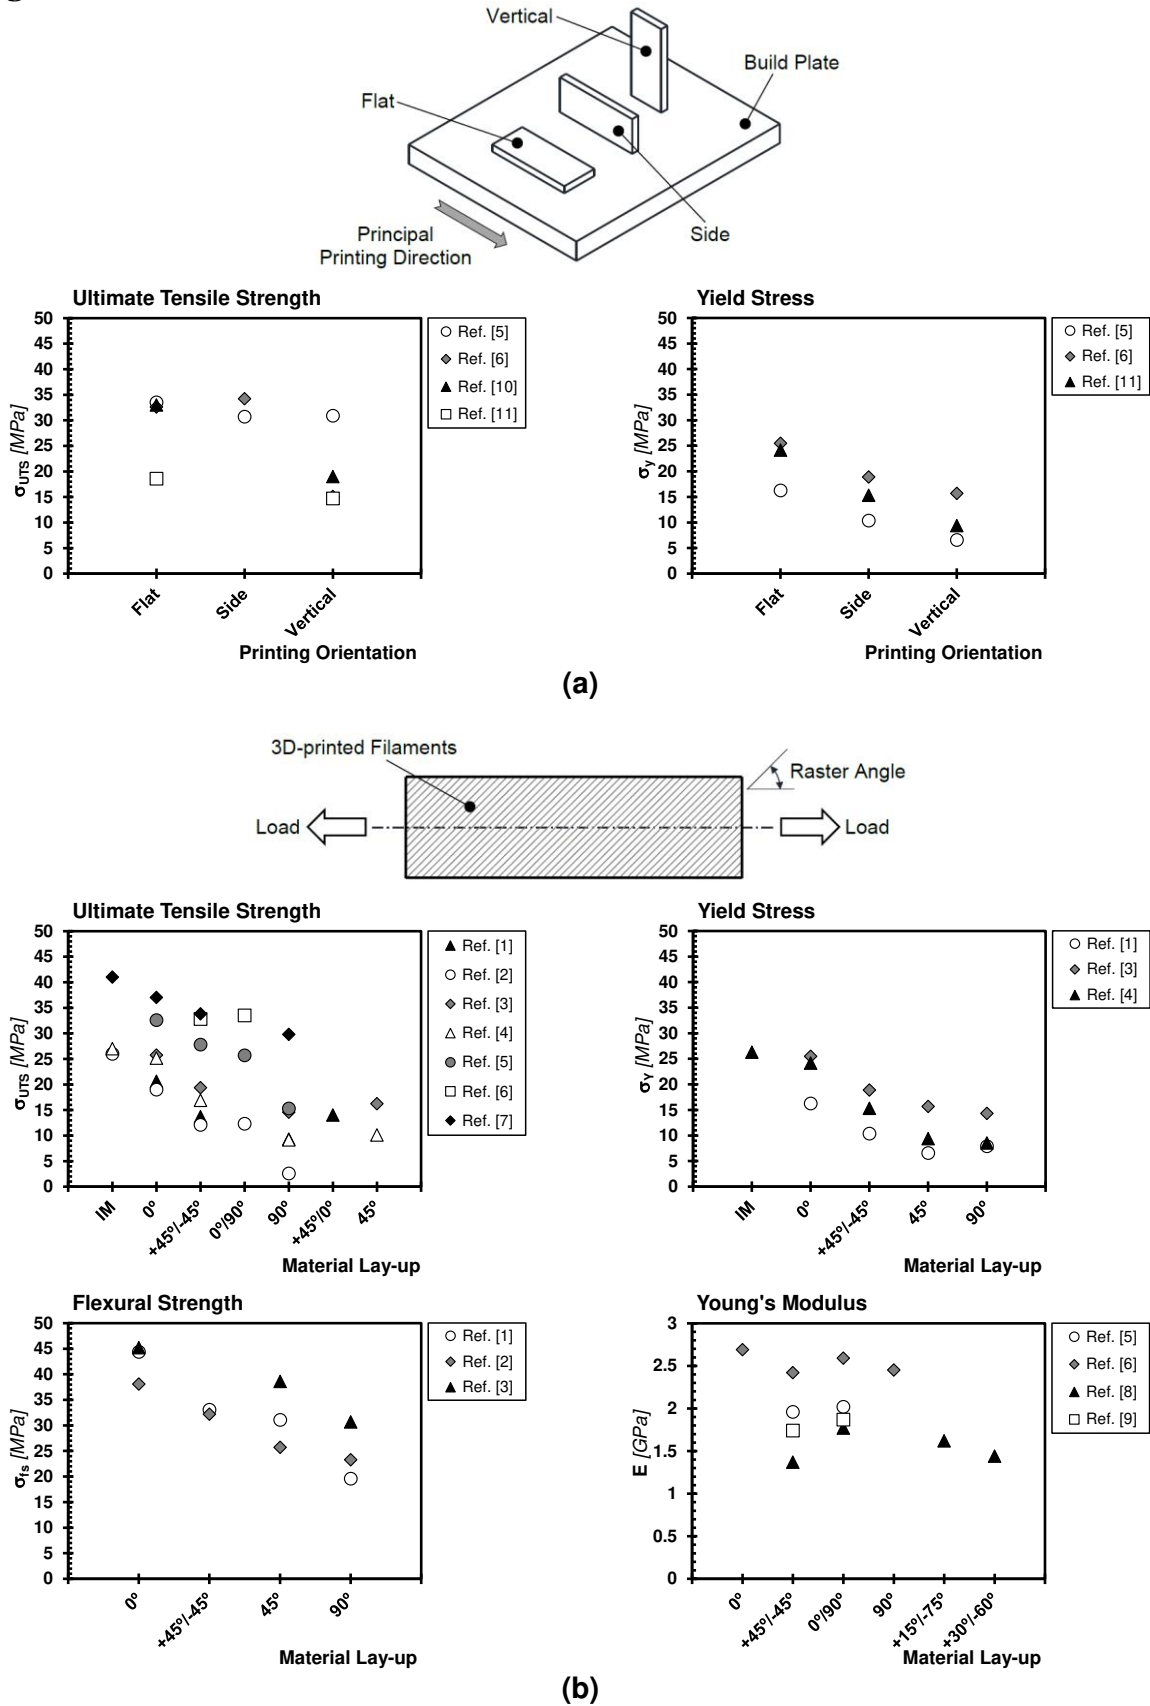 Vertical
Build Plate
Flat
Side
Principal
Printing Direction
Ultimate Tensile Strength
σUTS [MPa]
50
45
40
35
30
25
20
15
10
5
0
Flat
Side
Vertical
Printing Orientation
Ref. [5]
Ref. [6]
Ref. [10]
Ref. [11]
Yield Stress
σy [MPa]
50
45
40
35
30
25
20
15
10
5
0
Flat
Side
Vertical
Printing Orientation
Ref. [5]
Ref. [6]
Ref. [11]
(a)
3D-printed Filaments
Raster Angle
Load
Load
Ultimate Tensile Strength
σUTS [MPa]
50
45
40
35
30
25
20
15
10
5
0
IM
0º
+45º/-45º
0º/90º
90º
+45º/0º
45º
Material Lay-up
Ref. [1]
Ref. [2]
Ref. [3]
Ref. [4]
Ref. [5]
Ref. [6]
Ref. [7]
Yield Stress
σY [MPa]
50
45
40
35
30
25
20
15
10
5
0
IM
0º
+45º/-45º
45º
90º
Material Lay-up
Ref. [1]
Ref. [3]
Ref. [4]
Flexural Strength
σfs [MPa]
50
45
40
35
30
25
20
15
10
5
0
0º
+45º/-45º
45º
90º
Material Lay-up
Ref. [1]
Ref. [2]
Ref. [3]
Young's Modulus
E [GPa]
3
2.5
2
1.5
1
0.5
0
0º
+45º/-45º
0º/90º
90º
+15º/-75º
+30º/-60º
Material Lay-up
Ref. [5]
Ref. [6]
Ref. [8]
Ref. [9]
(b)